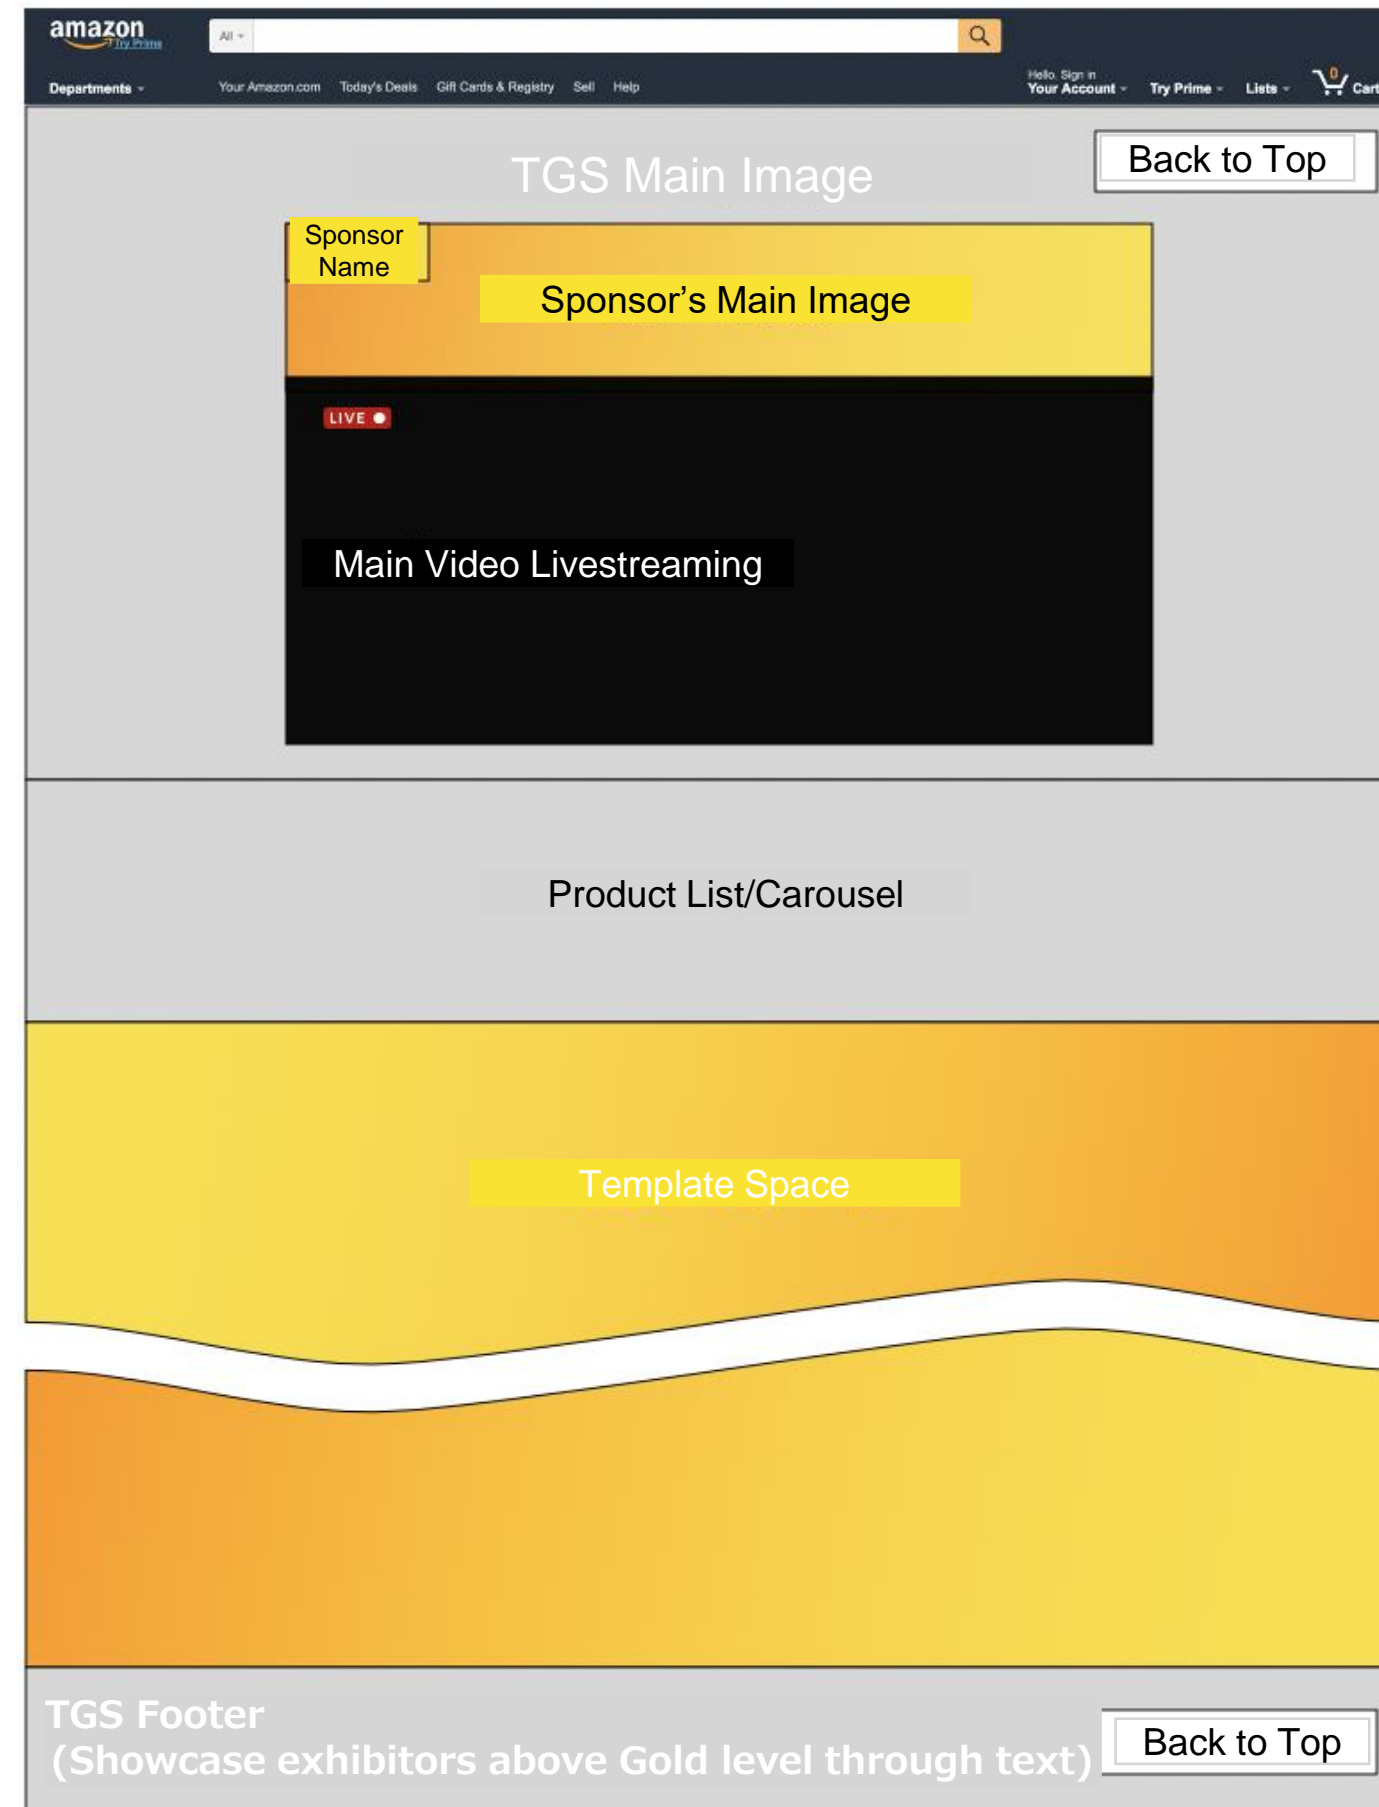 amazon
Try Prime
All
Departments
Your Amazon.com Today's Deals Gift Cards & Registry Sell Help
Hello. Sign in
Your Account Try Prime Lists 0 Cart
TGS Main Image
Back to Top
Sponsor
Name
Sponsor’s Main Image
LIVE
Main Video Livestreaming
Product List/Carousel
Template Space
TGS Footer
(Showcase exhibitors above Gold level through text)
Back to Top